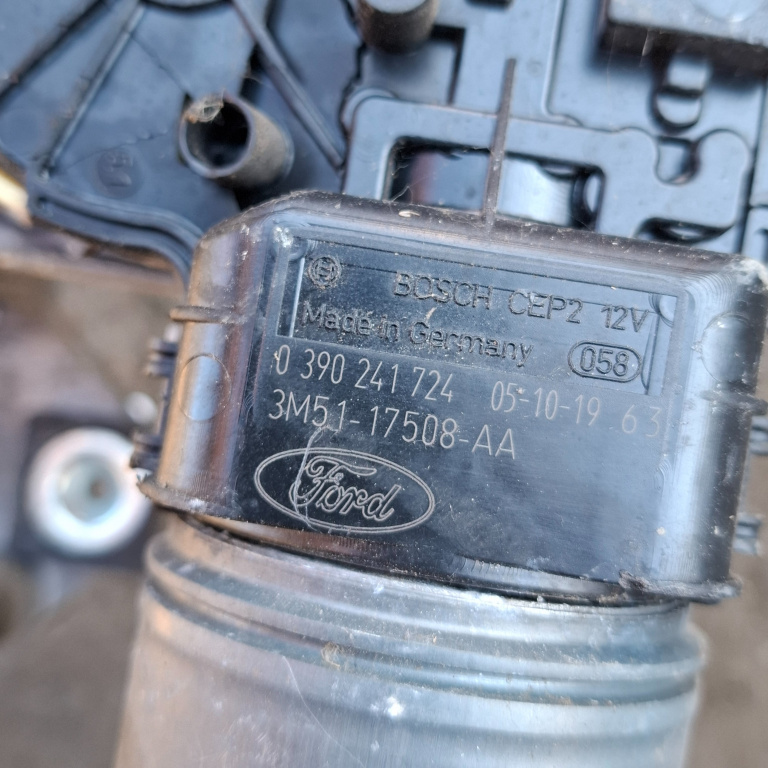 BOSCH CEP2 12V
Made in Germany 058
0 390 241 724 05-10-19 63
3M51-17508-AA
Ford